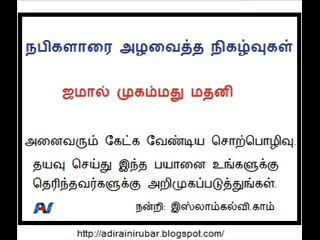 நபிகளாரை அழவைத்த நிகழ்வுகள்
ஜமால் முகம்மது மதனி
அனைவரும் கேட்க வேண்டிய சொற்பொழிவு.
தயவு செய்து இந்த பயானை உங்களுக்கு
தெரிந்தவர்களுக்கு அறிமுகப்படுத்துங்கள்.
நன்றி: இஸ்லாம்கல்வி.காம்
http://adirainirubar.blogspot.com/